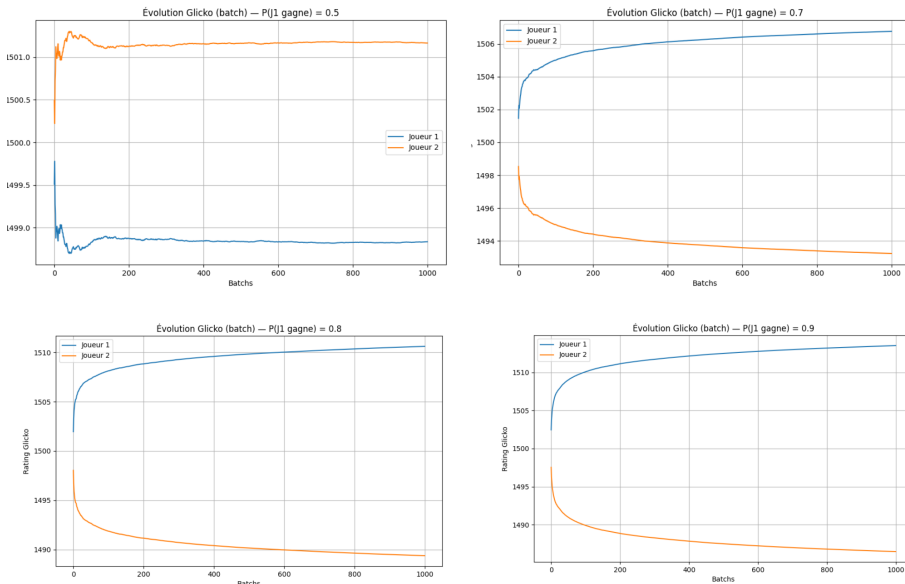 Évolution Glicko (batch) — P(J1 gagne) = 0.5
1501.0
1500.5
1500.0
1499.5
1499.0
Joueur 1
Joueur 2
0 200 400 600 800 1000
Batchs
Évolution Glicko (batch) — P(J1 gagne) = 0.7
Joueur 1
Joueur 2
1506
1504
1502
1500
1498
1496
1494
0 200 400 600 800 1000
Batchs
Évolution Glicko (batch) — P(J1 gagne) = 0.8
Joueur 1
Joueur 2
Rating Glicko
1510
1505
1500
1495
1490
0 200 400 600 800 1000
Batchs
Évolution Glicko (batch) — P(J1 gagne) = 0.9
Joueur 1
Joueur 2
Rating Glicko
1510
1505
1500
1495
1490
0 200 400 600 800 1000
Batchs